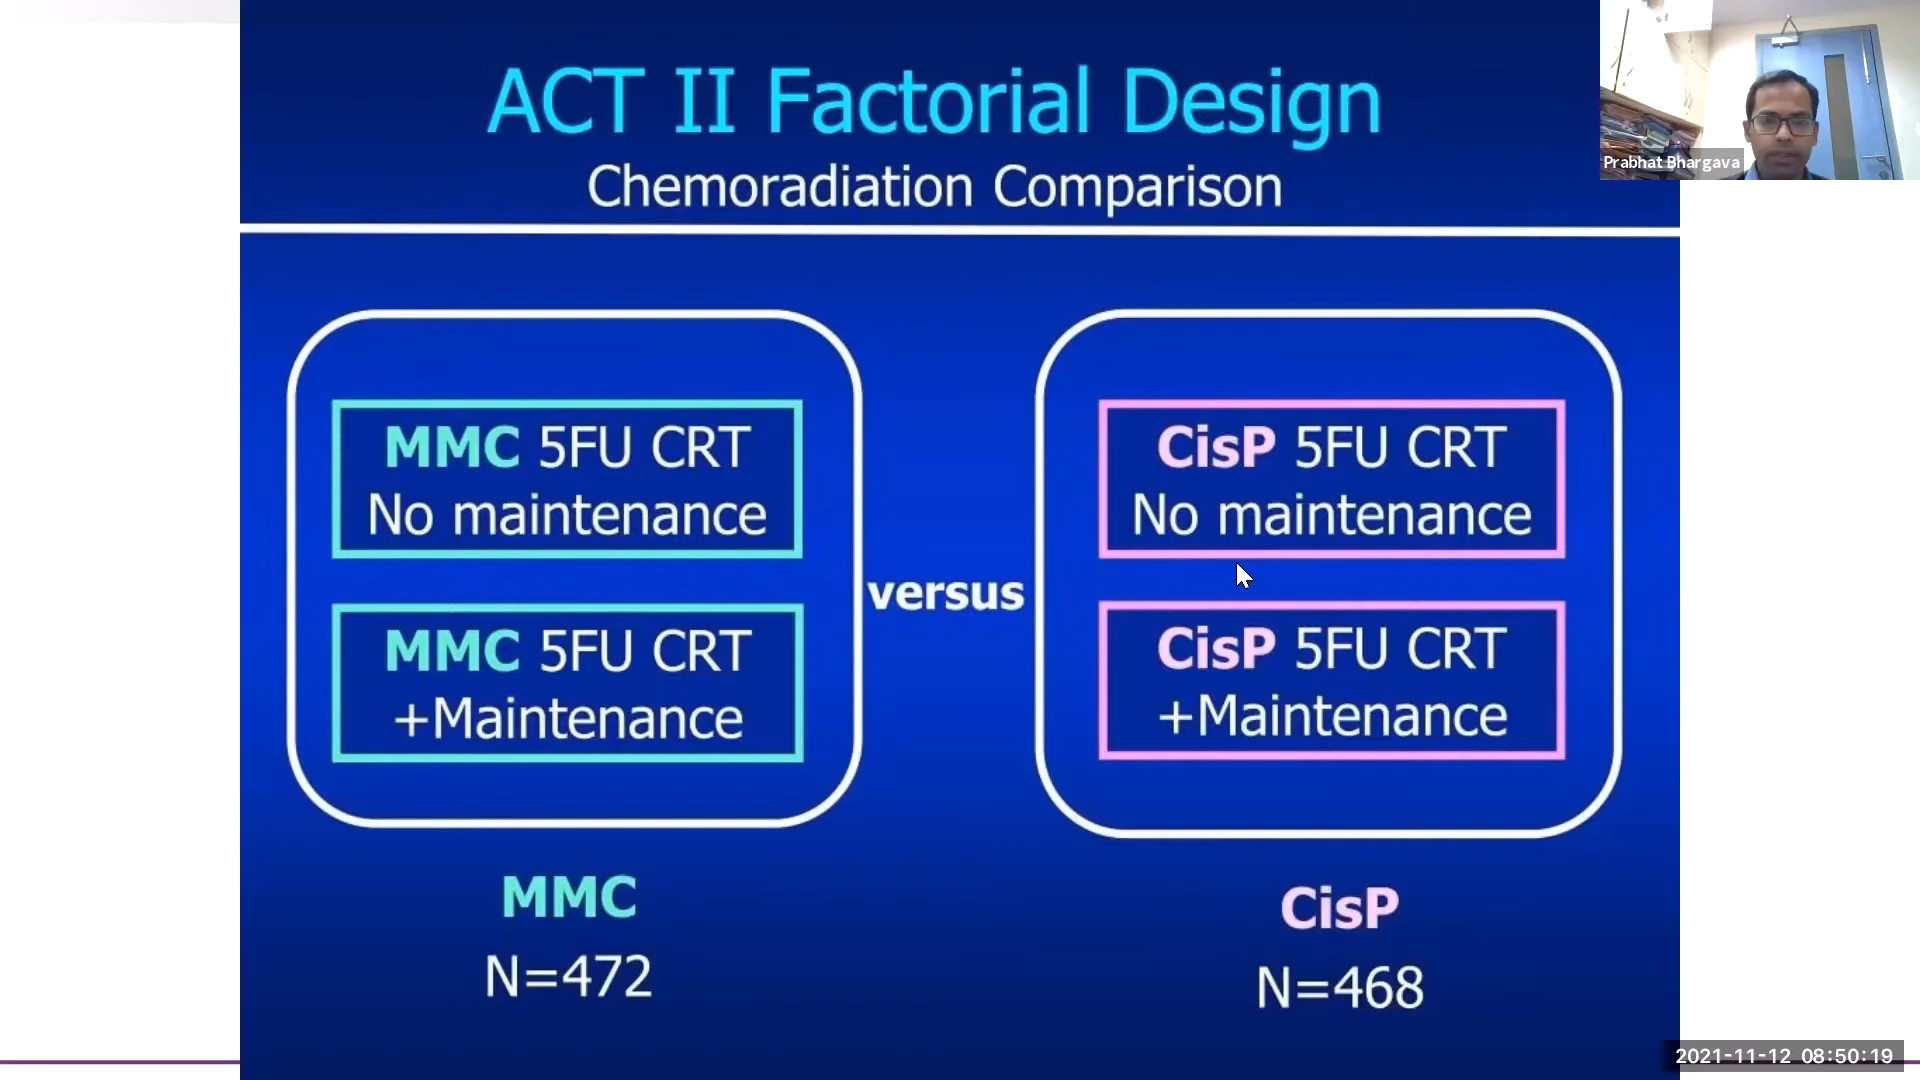 ACT II Factorial Design
Chemoradiation Comparison
Prabhat Bhargava
MMC 5FU CRT
No maintenance
MMC 5FU CRT
+Maintenance
versus
CisP 5FU CRT
No maintenance
CisP 5FU CRT
+Maintenance
MMC
N=472
CisP
N=468
2021-11-12 08:50:19